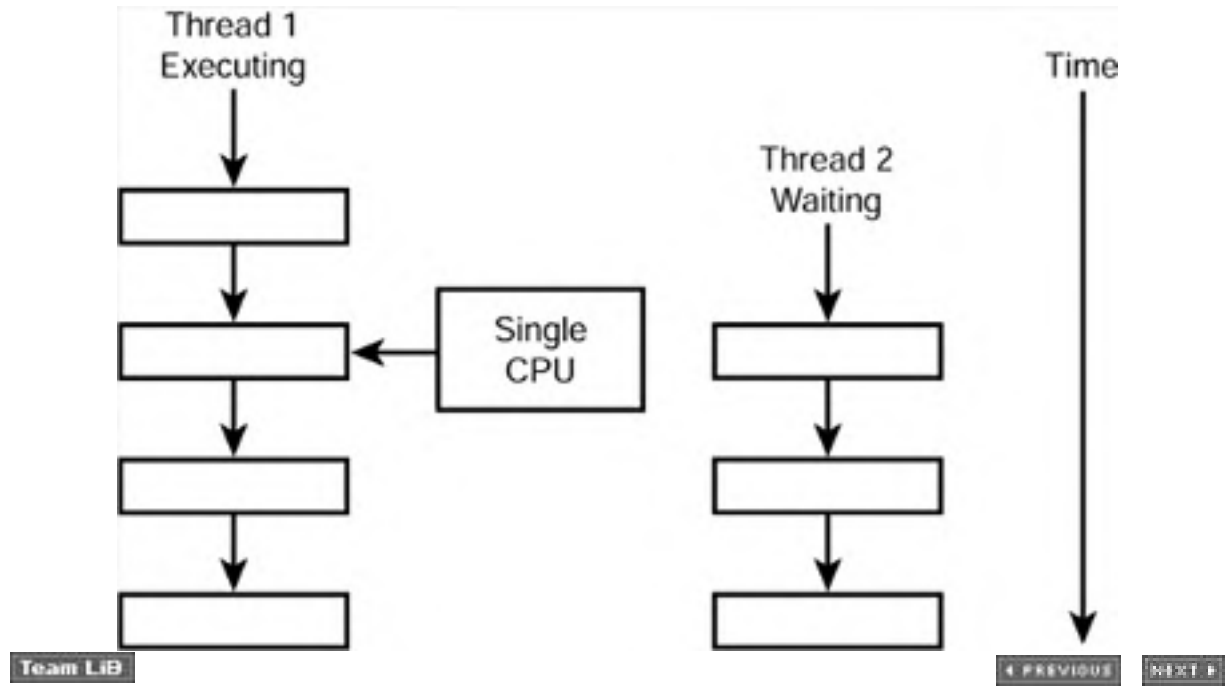 Thread 1
Executing
Time
Thread 2
Waiting
Single
CPU
Team LiB
PREVIOUS
NEXT